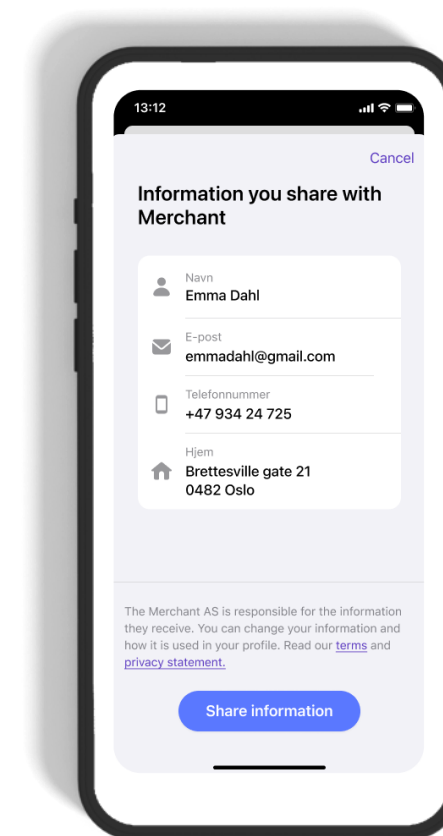 13:12
Cancel
Information you share with
Merchant
Navn
Emma Dahl
E-post
emmadahl@gmail.com
Telefonnummer
+47 934 24 725
Hjem
Brettesville gate 21
0482 Oslo
The Merchant AS is responsible for the information
they receive. You can change your information and
how it is used in your profile. Read our terms and
privacy statement.
Share information